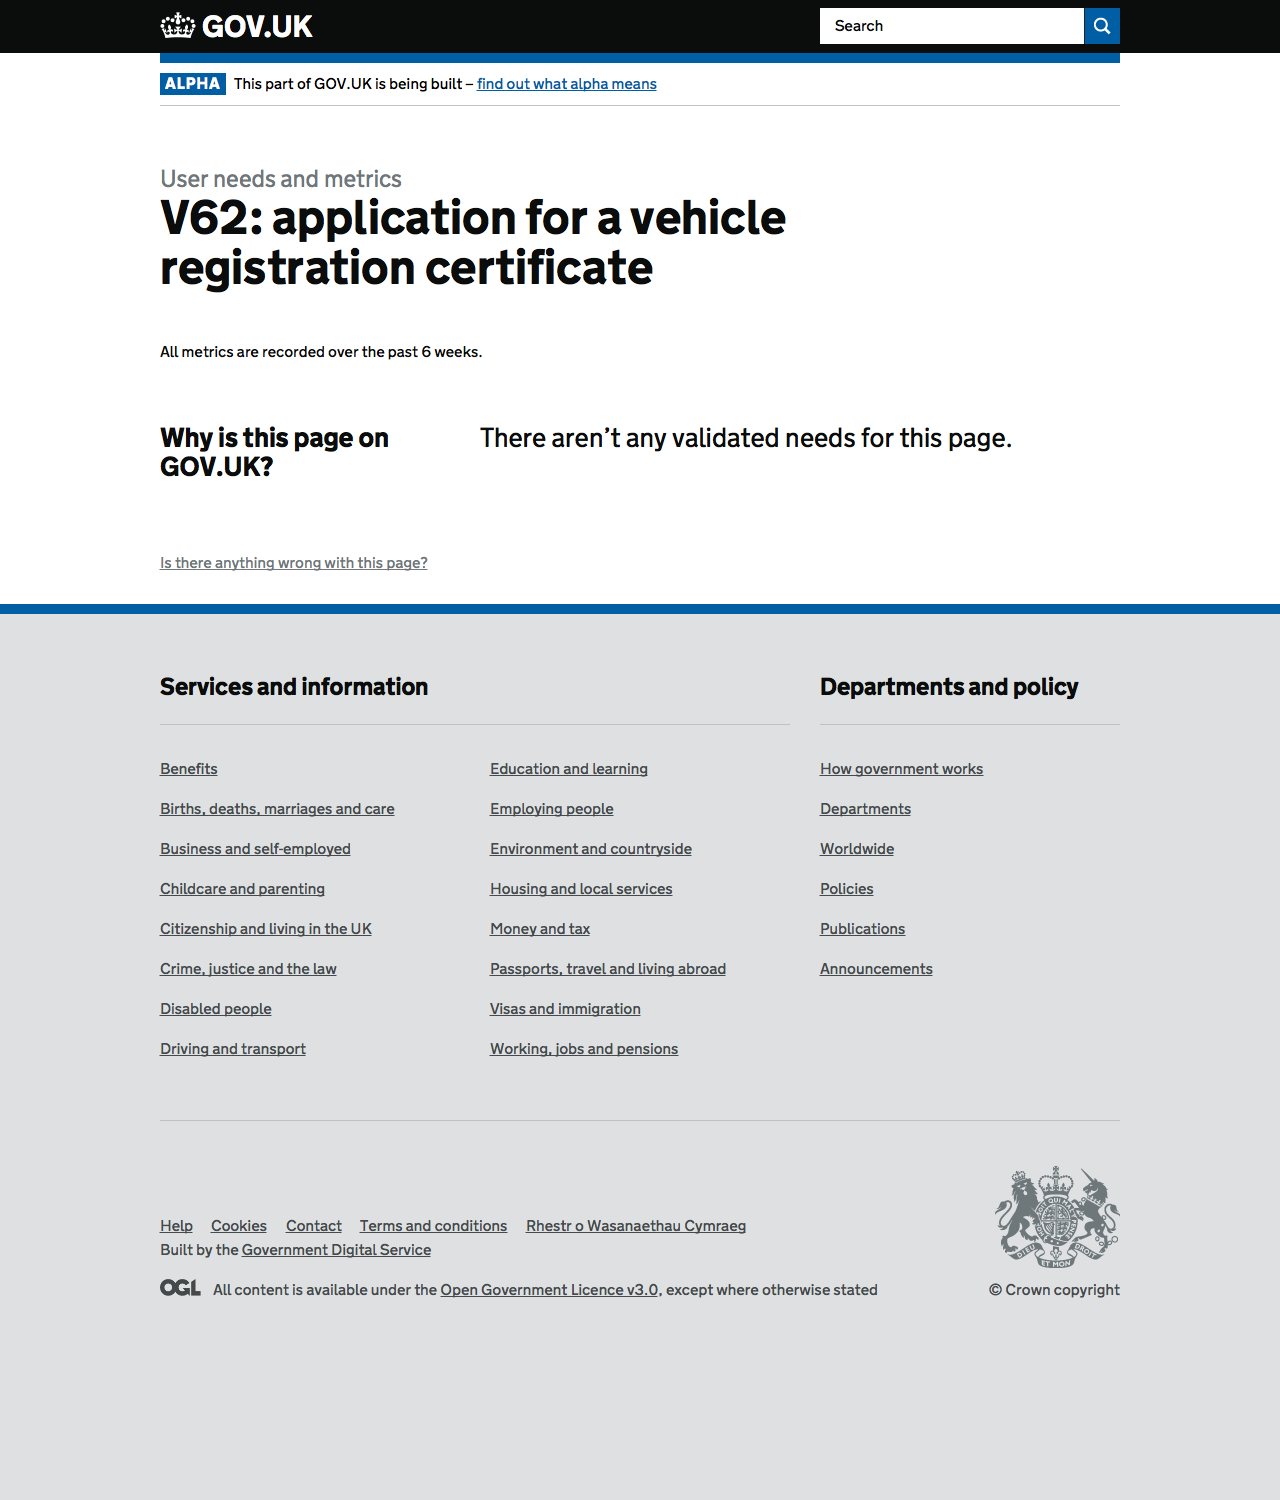 GOV.UK
Search
ALPHA This part of GOV.UK is being built – find out what alpha means
User needs and metrics
V62: application for a vehicle
registration certificate
All metrics are recorded over the past 6 weeks.
Why is this page on
GOV.UK?
There aren’t any validated needs for this page.
Is there anything wrong with this page?
Services and information
Benefits
Births, deaths, marriages and care
Business and self-employed
Childcare and parenting
Citizenship and living in the UK
Crime, justice and the law
Disabled people
Driving and transport
Education and learning
Employing people
Environment and countryside
Housing and local services
Money and tax
Passports, travel and living abroad
Visas and immigration
Working, jobs and pensions
Departments and policy
How government works
Departments
Worldwide
Policies
Publications
Announcements
Help Cookies Contact Terms and conditions Rhestr o Wasanaethau Cymraeg
Built by the Government Digital Service
OGL All content is available under the Open Government Licence v3.0, except where otherwise stated
DIEU ET MON DROIT
© Crown copyright